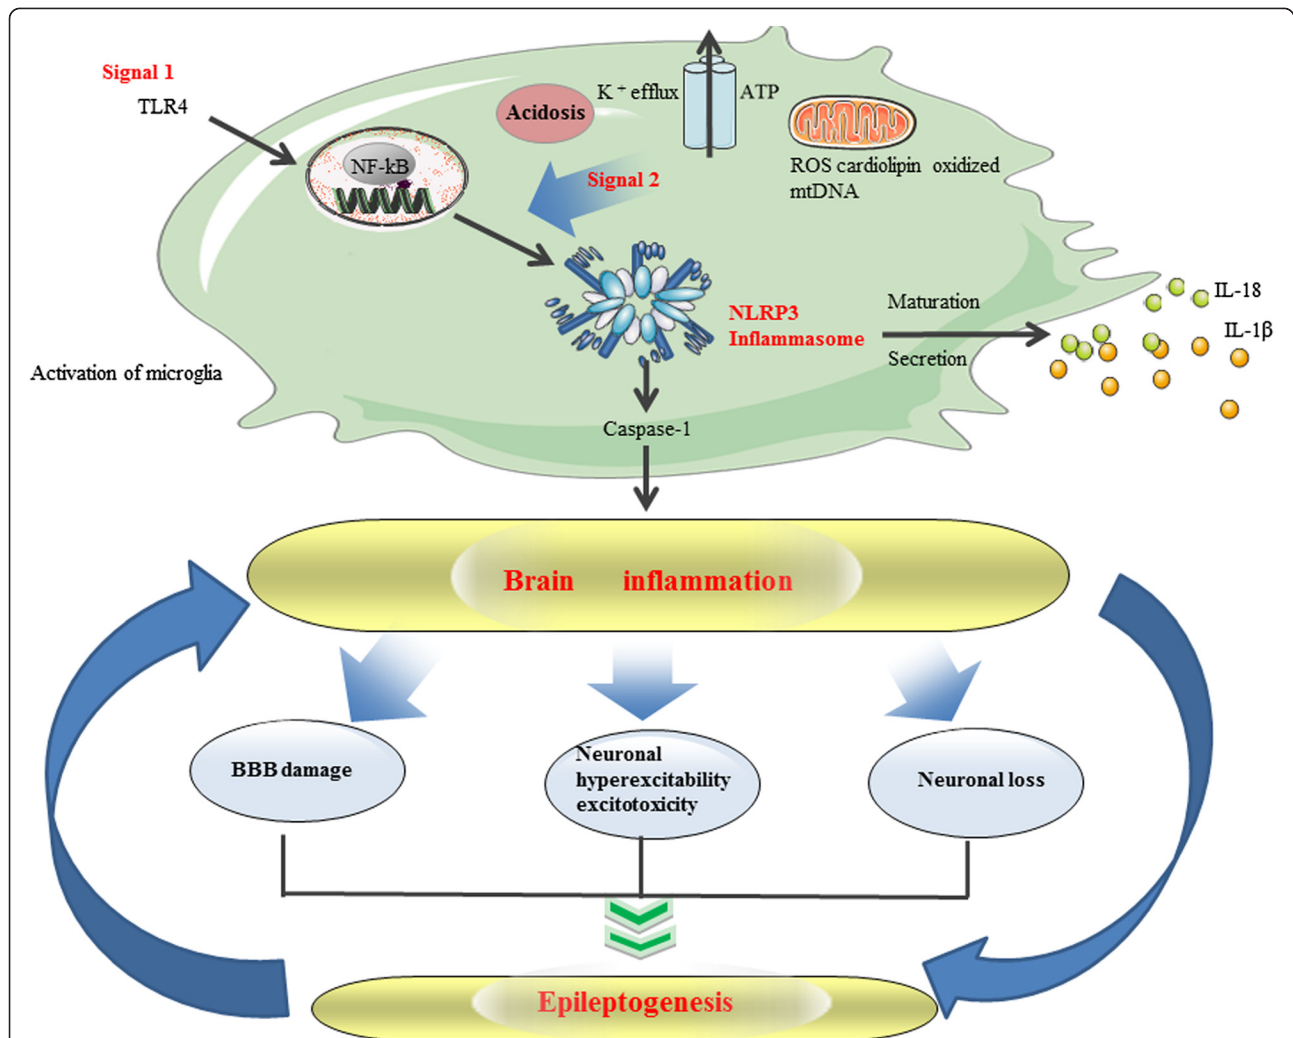 Signal 1
TLR4
NF-kB
Acidosis
K + efflux
ATP
ROS cardiolipin oxidized
mtDNA
Signal 2
NLRP3
Inflammasome
Maturation
Secretion
IL-18
IL-1β
Activation of microglia
Caspase-1
Brain inflammation
BBB damage
Neuronal
hyperexcitability
excitotoxicity
Neuronal loss
Epileptogenesis